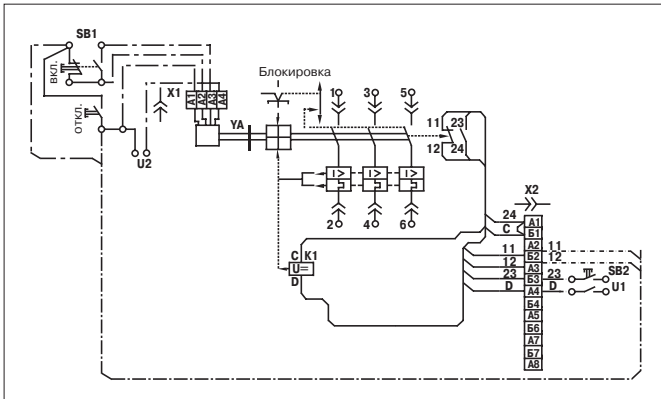 SB1
ВКЛ.
ОТКЛ.
U2
X1
A1
A2
A3
A4
YA
Блокировка
1 3 5
I> I> I>
2 4 6
11 23
12 24
C K1
U=
D
X2
24 A1
C Б1
A2 11
11 Б2 12
12 A3
23 Б3 23 SB2
D A4 D U1
Б4
A5
Б6
A7
Б7
A8